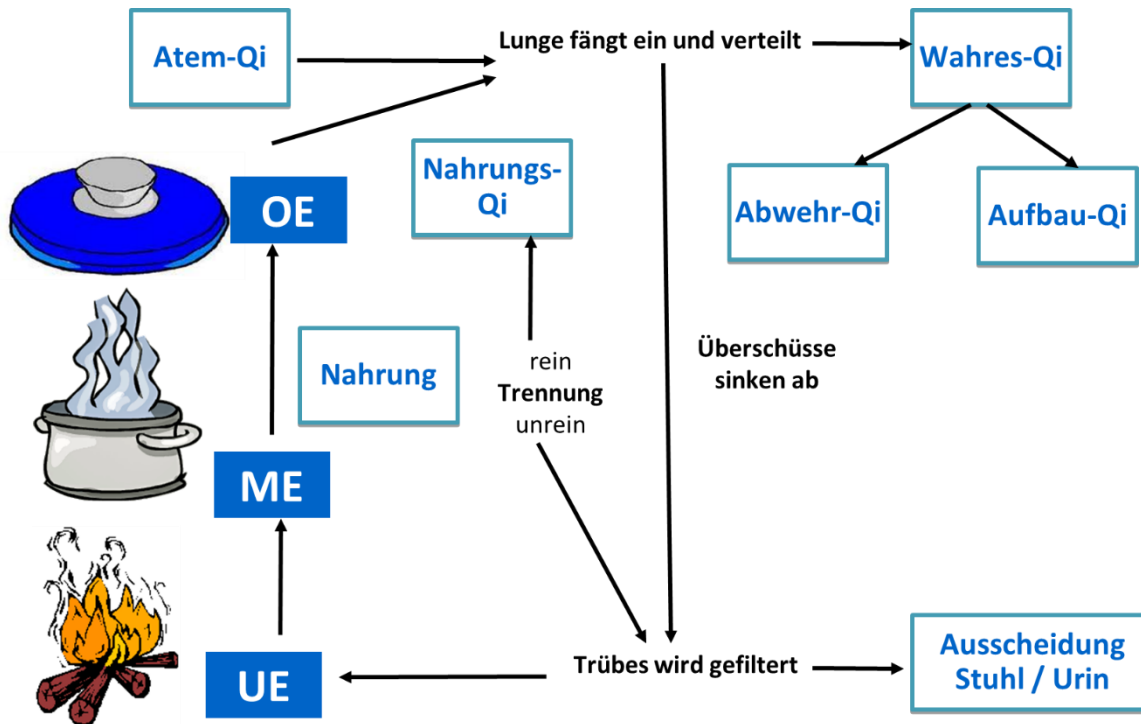 Atem-Qi
Lunge fängt ein und verteilt
Wahres-Qi
Nahrungs-
Qi
OE
Abwehr-Qi
Aufbau-Qi
Nahrung
rein
Trennung
unrein
Überschüsse
sinken ab
ME
UE
Trübes wird gefiltert
Ausscheidung
Stuhl / Urin